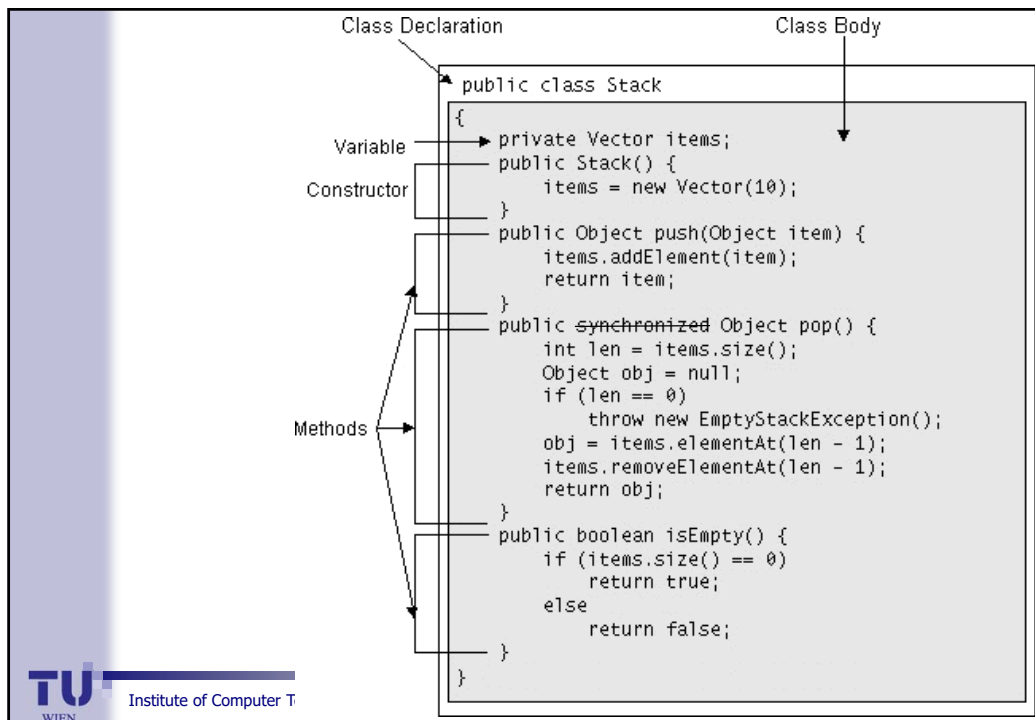 Class Declaration
Class Body
public class Stack
{
Variable
private Vector items;
Constructor
public Stack() {
items = new Vector(10);
}
public Object push(Object item) {
items.addElement(item);
return item;
}
Methods
public synchronized Object pop() {
int len = items.size();
Object obj = null;
if (len == 0)
throw new EmptyStackException();
obj = items.elementAt(len - 1);
items.removeElementAt(len - 1);
return obj;
}
public boolean isEmpty() {
if (items.size() == 0)
return true;
else
return false;
}
}
TU
WIEN
Institute of Computer